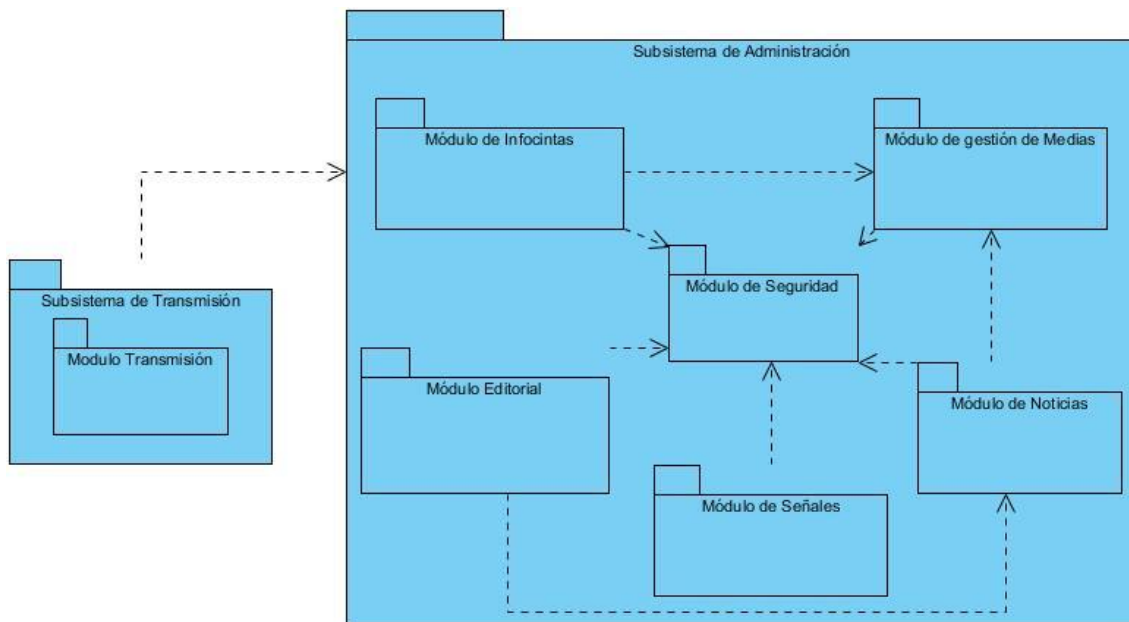 Subsistema de Administración
Módulo de Infocintas
Módulo de gestión de Medias
Módulo de Seguridad
Subsistema de Transmisión
Modulo Transmisión
Módulo Editorial
Módulo de Noticias
Módulo de Señales